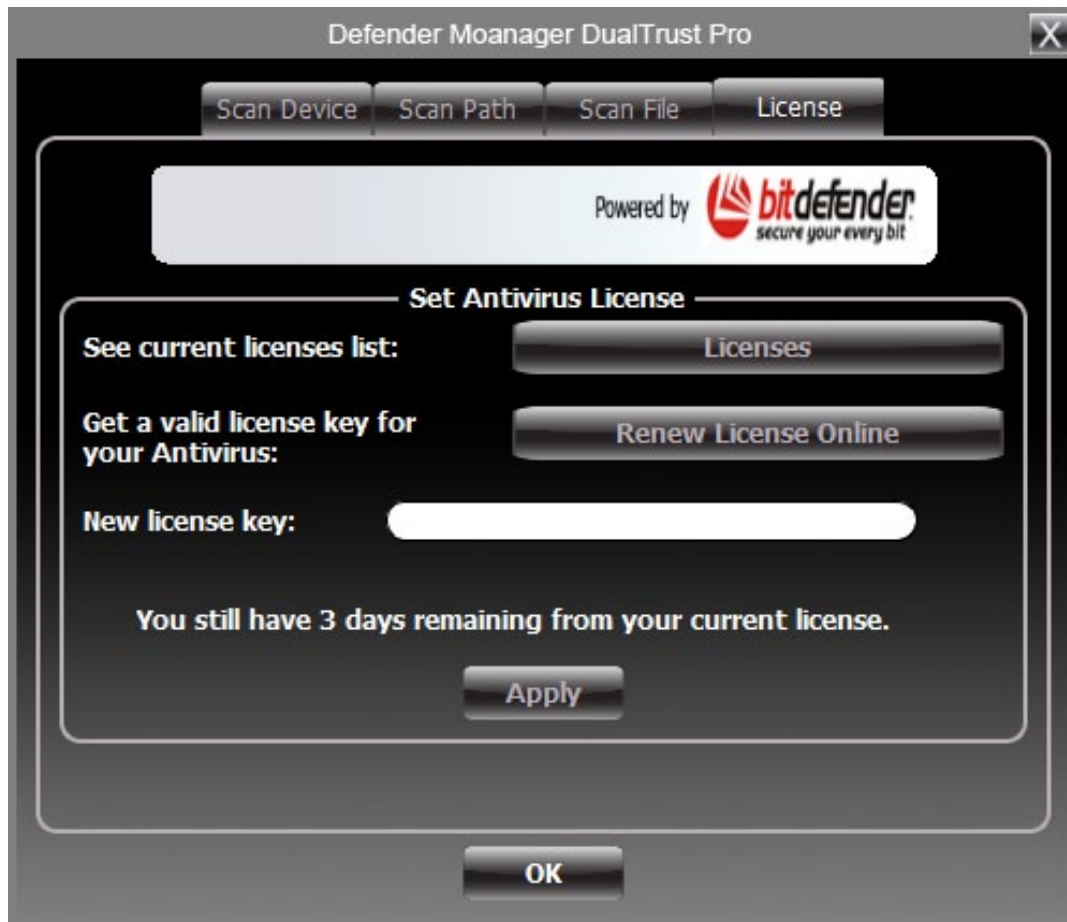 Defender Moanager DualTrust Pro
X
Scan Device
Scan Path
Scan File
License
Powered by
bitdefender
secure your every bit
Set Antivirus License
See current licenses list:
Licenses
Get a valid license key for
your Antivirus:
Renew License Online
New license key:
You still have 3 days remaining from your current license.
Apply
OK